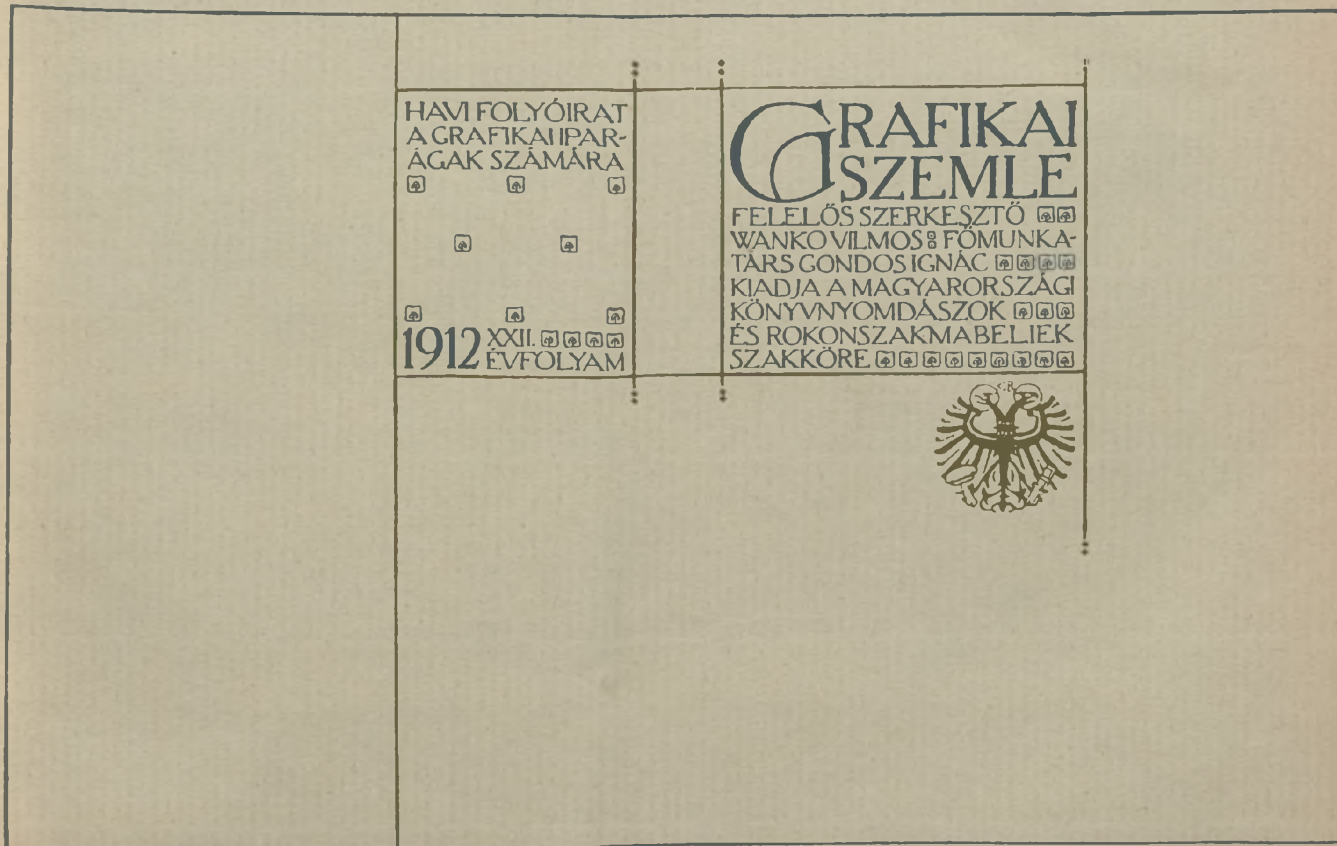 HAVI FOLYÓIRAT
A GRAFIKAI IPAR-
ÁGAK SZÁMÁRA
1912 XXII.
ÉVFOLYAM
GRAFIKAI
SZEMLE
FELELŐS SZERKESZTŐ
WANKO VILMOS FŐMUNKA-
TÁRS GONDOS IGNÁC
KIADJA A MAGYARORSZÁGI
KÖNYVNYOMDÁSZOK
ÉS ROKONSZAKMABELIEK
SZAKKÖRE